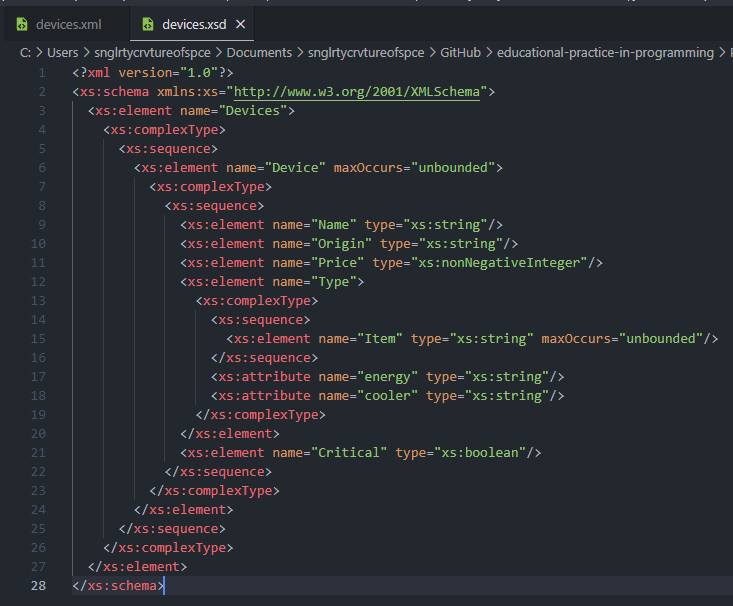 devices.xml devices.xsd
C: > Users > snglrtycrvtureofspce > Documents > snglrtycrvtureofspce > GitHub > educational-practice-in-programming >
1 <?xml version="1.0"?>
2 <xs:schema xmlns:xs="http://www.w3.org/2001/XMLSchema">
3 <xs:element name="Devices">
4 <xs:complexType>
5 <xs:sequence>
6 <xs:element name="Device" maxOccurs="unbounded">
7 <xs:complexType>
8 <xs:sequence>
9 <xs:element name="Name" type="xs:string"/>
10 <xs:element name="Origin" type="xs:string"/>
11 <xs:element name="Price" type="xs:nonNegativeInteger"/>
12 <xs:element name="Type">
13 <xs:complexType>
14 <xs:sequence>
15 <xs:element name="Item" type="xs:string" maxOccurs="unbounded"/>
16 </xs:sequence>
17 <xs:attribute name="energy" type="xs:string"/>
18 <xs:attribute name="cooler" type="xs:string"/>
19 </xs:complexType>
20 </xs:element>
21 <xs:element name="Critical" type="xs:boolean"/>
22 </xs:sequence>
23 </xs:complexType>
24 </xs:element>
25 </xs:sequence>
26 </xs:complexType>
27 </xs:element>
28 </xs:schema>